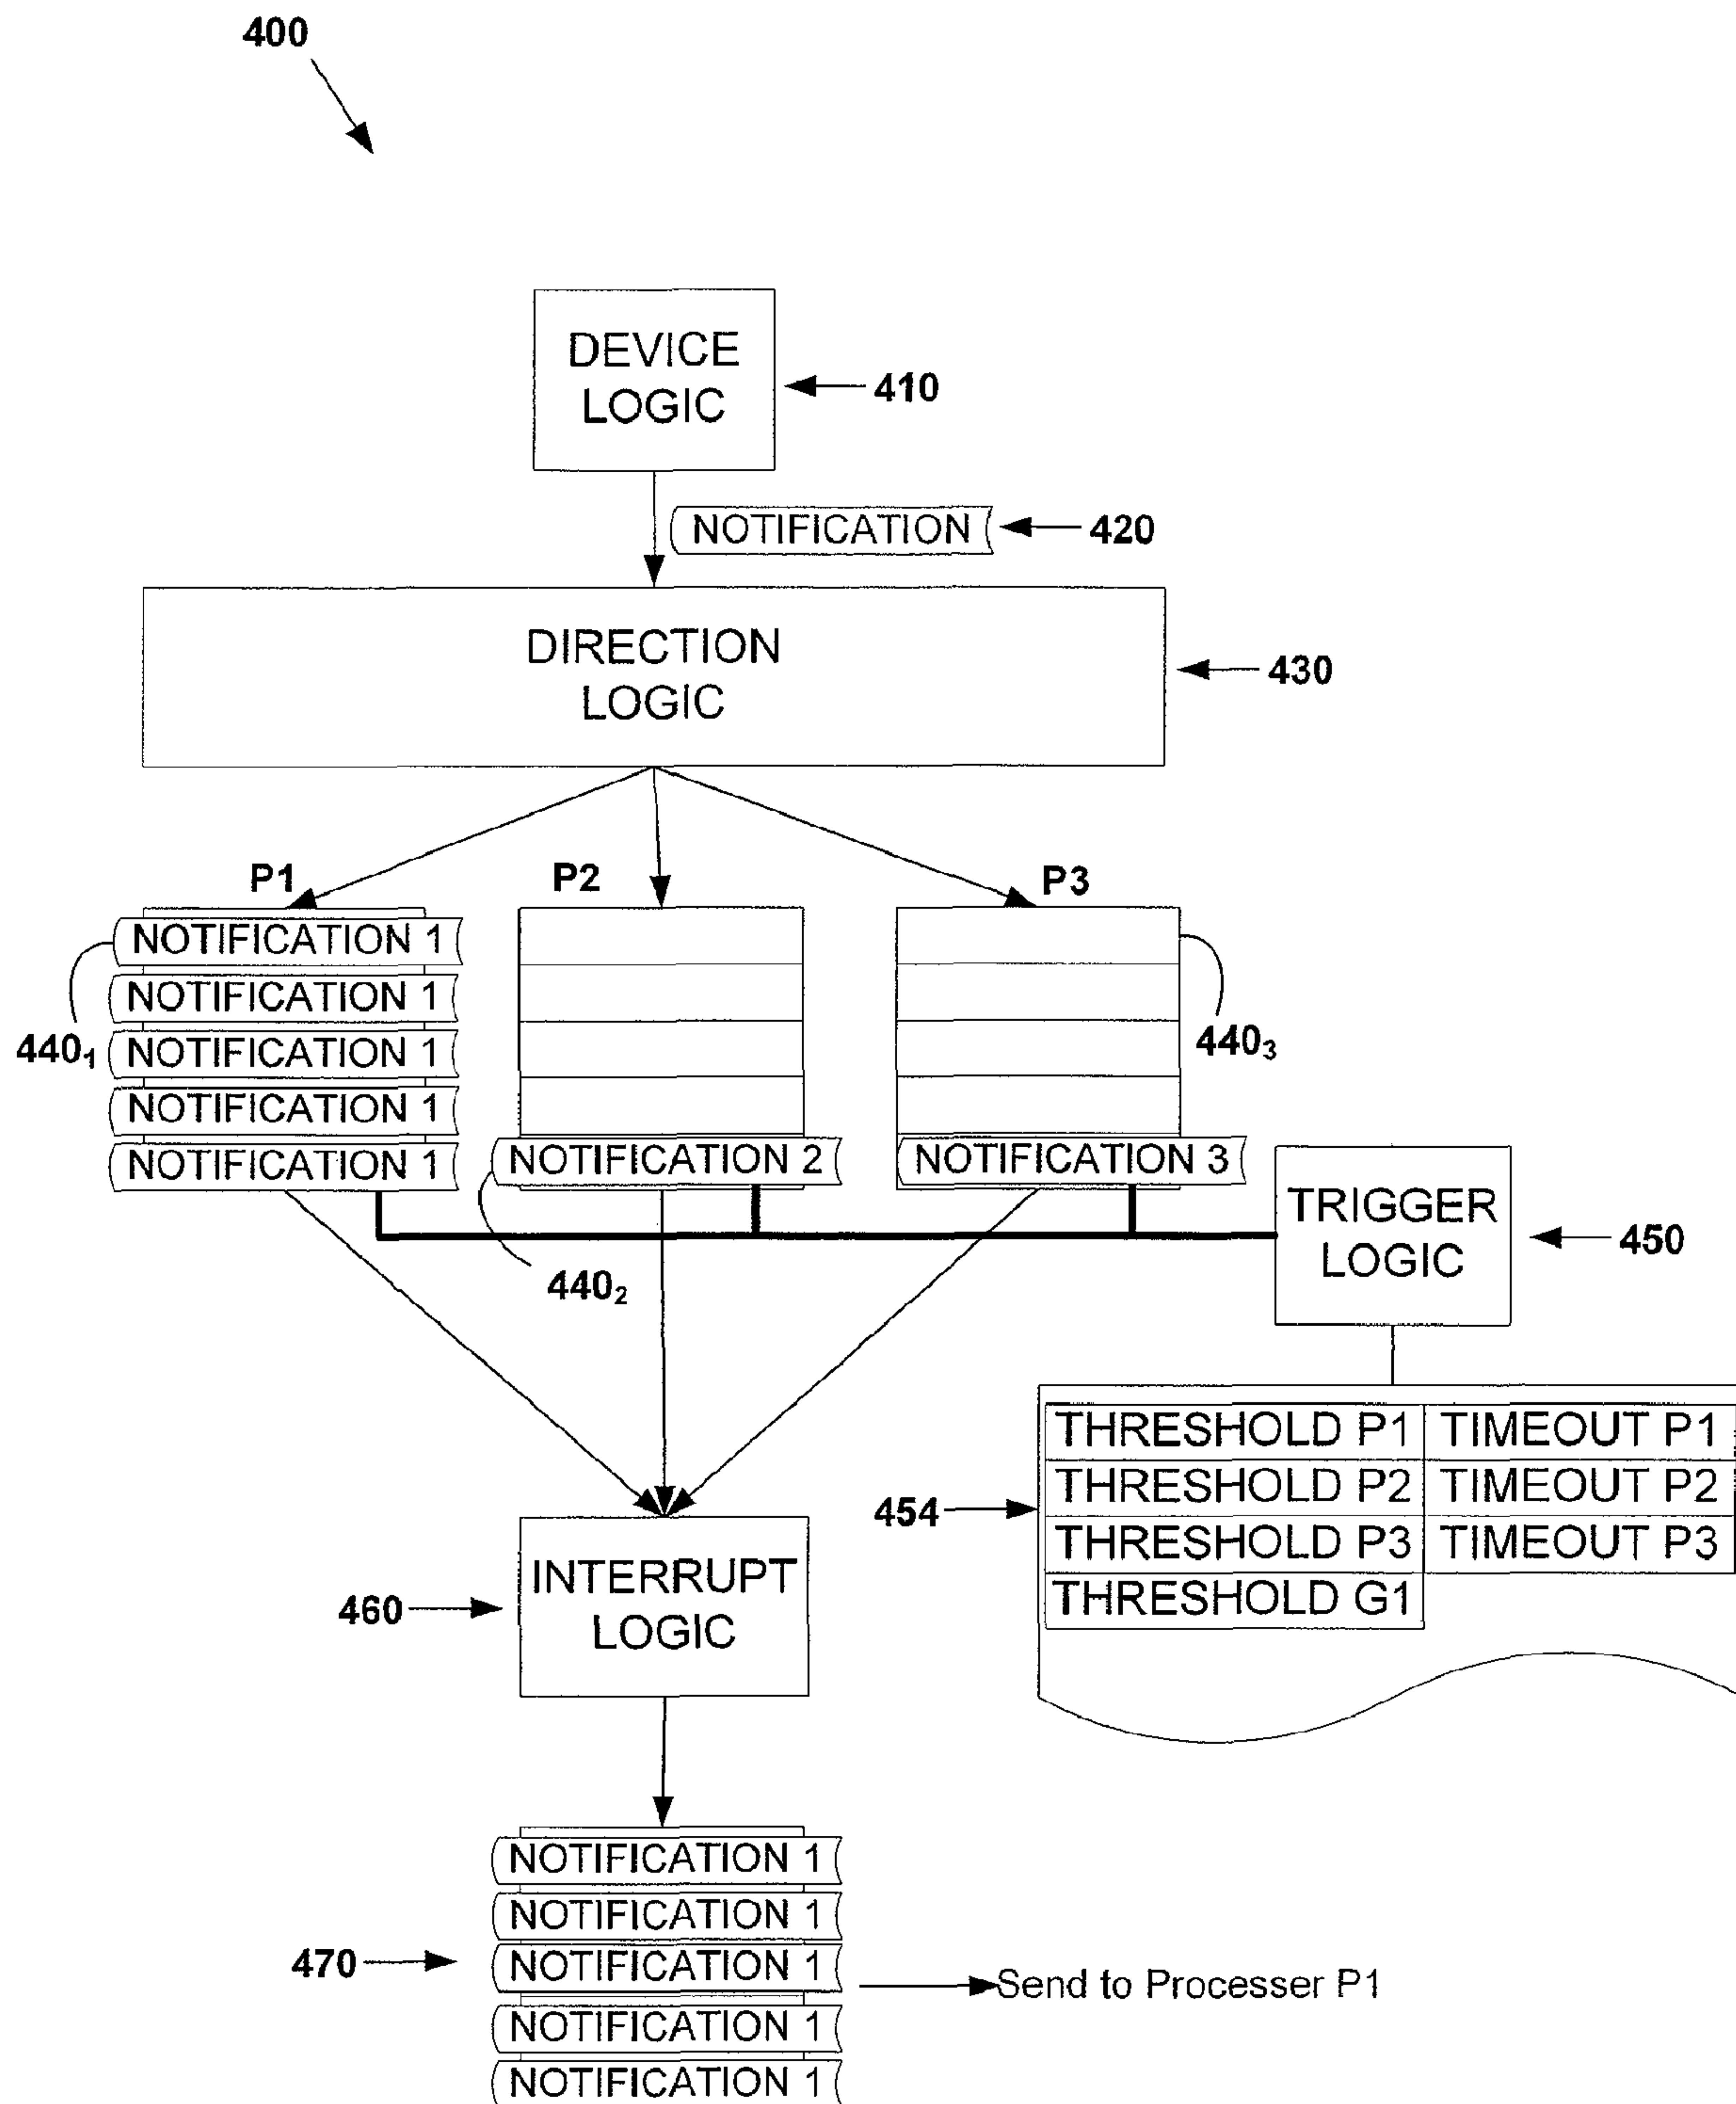 400
DEVICE
LOGIC
410
NOTIFICATION
420
DIRECTION
LOGIC
430
P1
P2
P3
NOTIFICATION 1
NOTIFICATION 1
NOTIFICATION 1
NOTIFICATION 1
NOTIFICATION 1
440₁
NOTIFICATION 2
440₂
NOTIFICATION 3
440₃
TRIGGER
LOGIC
450
THRESHOLD P1 TIMEOUT P1
THRESHOLD P2 TIMEOUT P2
THRESHOLD P3 TIMEOUT P3
THRESHOLD G1
454
INTERRUPT
LOGIC
460
NOTIFICATION 1
NOTIFICATION 1
NOTIFICATION 1
NOTIFICATION 1
NOTIFICATION 1
470
Send to Processer P1